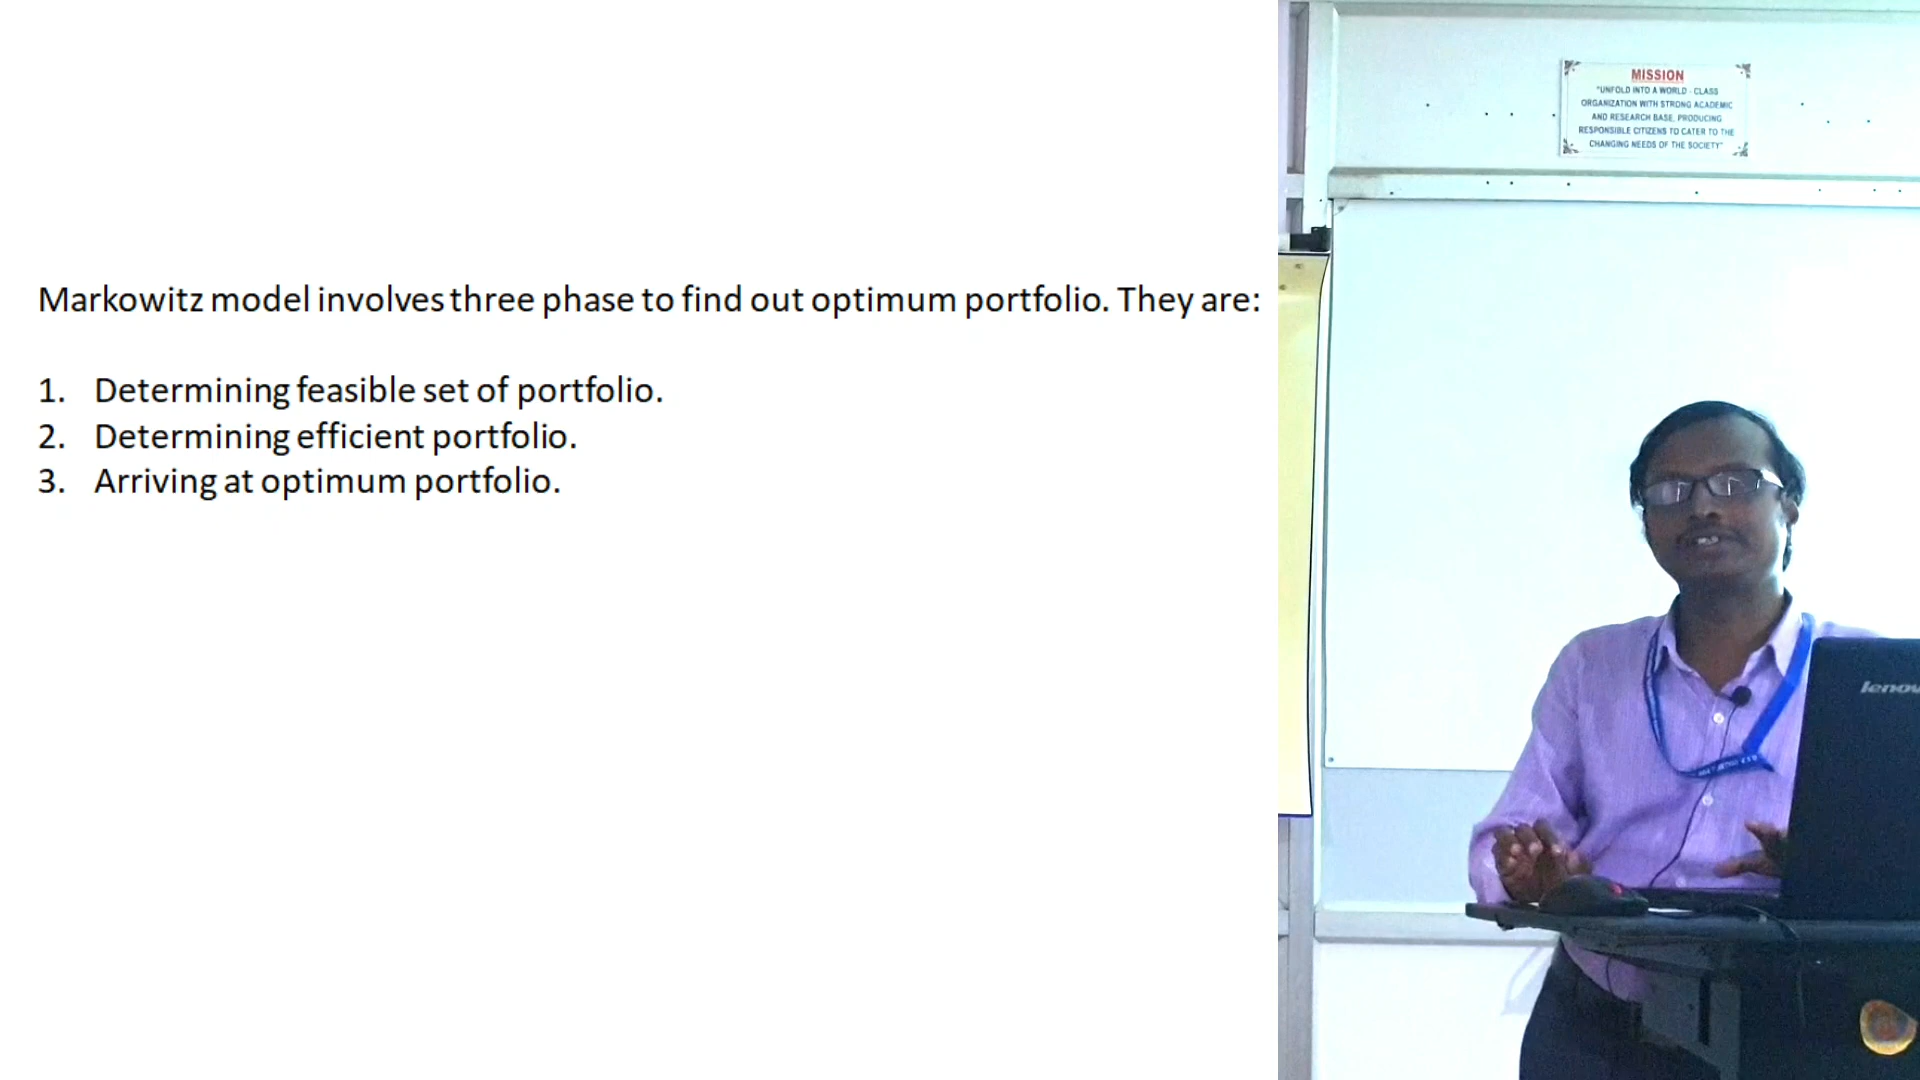 Markowitz model involves three phase to find out optimum portfolio. They are:
1. Determining feasible set of portfolio.
2. Determining efficient portfolio.
3. Arriving at optimum portfolio.
MISSION
"UNFOLD INTO A WORLD - CLASS
ORGANIZATION WITH STRONG ACADEMIC
AND RESEARCH BASE, PRODUCING
RESPONSIBLE CITIZENS TO CATER TO THE
CHANGING NEEDS OF THE SOCIETY"
lenov